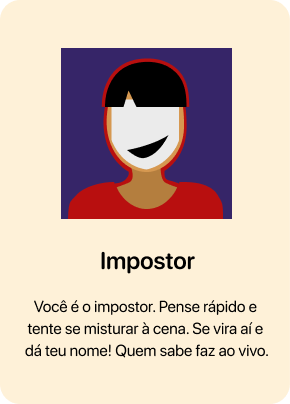 Impostor
Você é o impostor. Pense rápido e
tente se misturar à cena. Se vira aí e
dá teu nome! Quem sabe faz ao vivo.